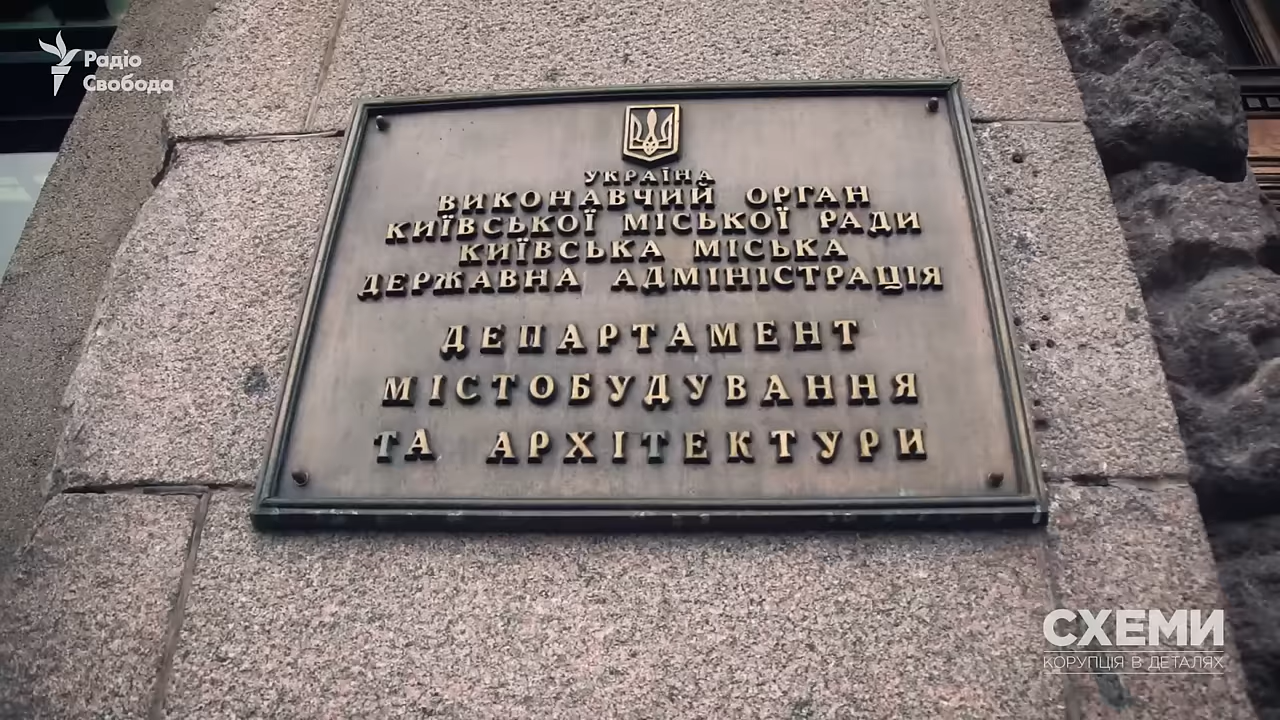 Радіо
Свобода
УКРАЇНА
ВИКОНАВЧИЙ ОРГАН
КИЇВСЬКОЇ МІСЬКОЇ РАДИ
КИЇВСЬКА МІСЬКА
ДЕРЖАВНА АДМІНІСТРАЦІЯ
ДЕПАРТАМЕНТ
МІСТОБУДУВАННЯ
ТА АРХІТЕКТУРИ
СХЕМИ
КОРУПЦІЯ В ДЕТАЛЯХ